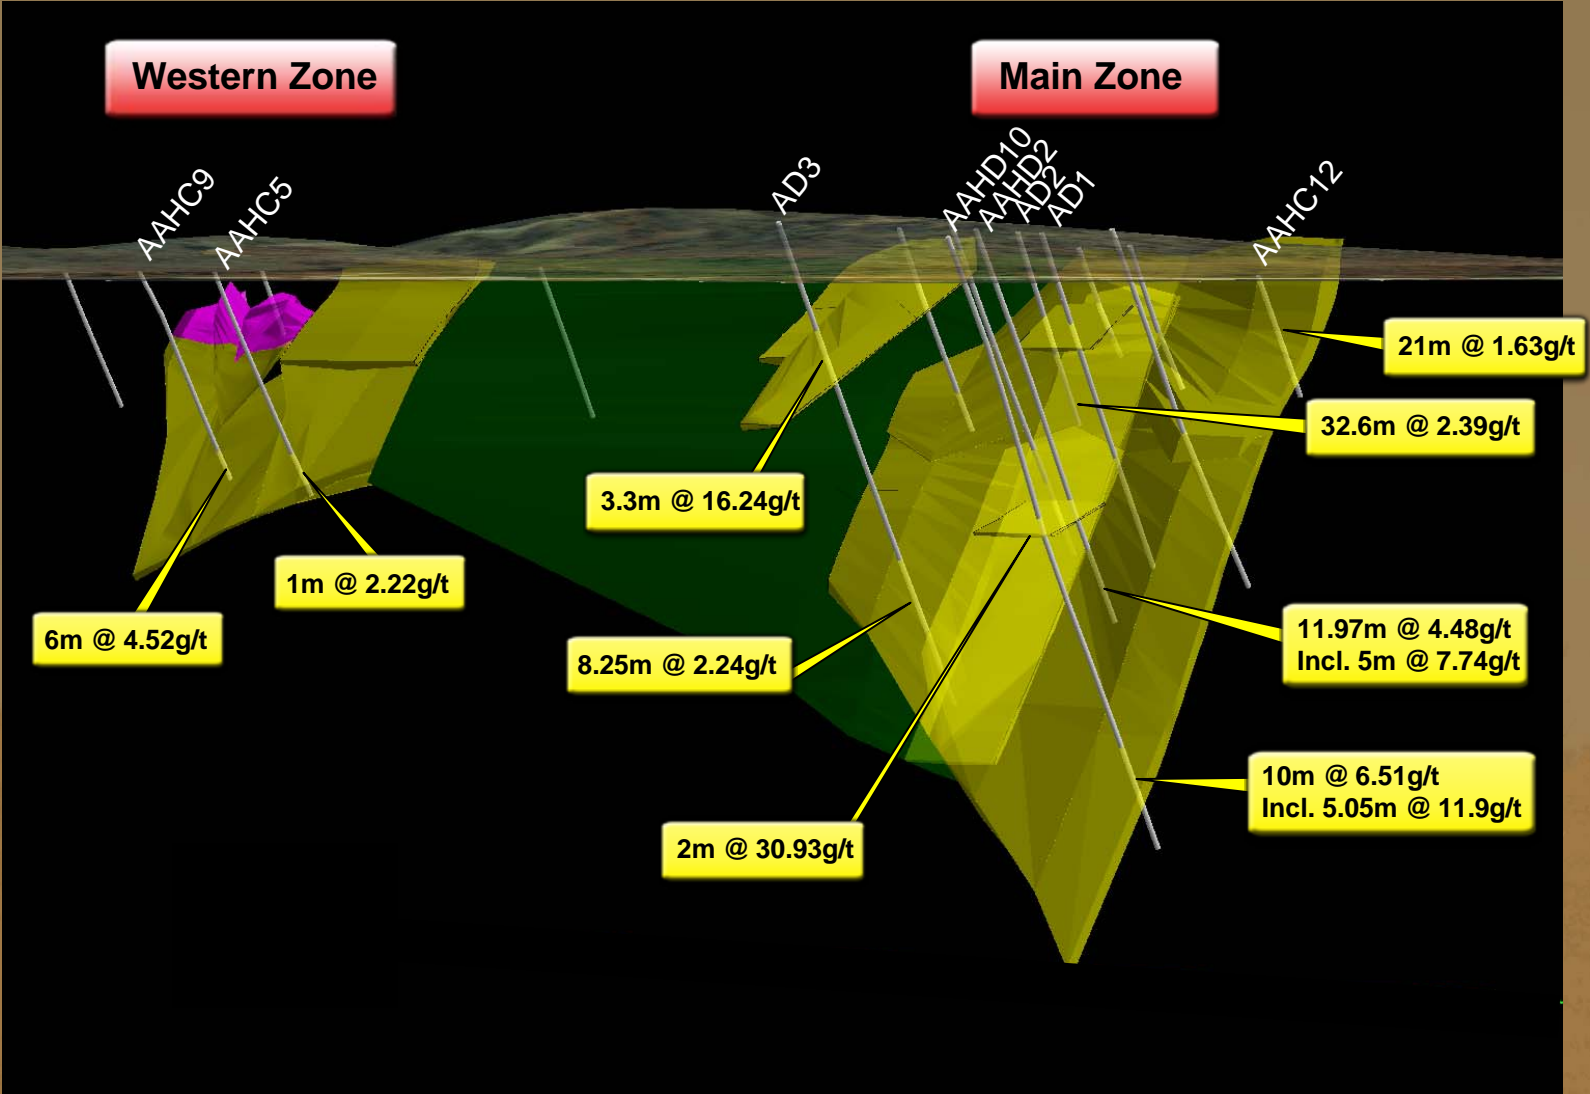 Western Zone
Main Zone
AAHC9
AAHC5
AD3
AAHD10
AAHD2
AD2
AD1
AAHC12
21m @ 1.63g/t
32.6m @ 2.39g/t
3.3m @ 16.24g/t
1m @ 2.22g/t
6m @ 4.52g/t
8.25m @ 2.24g/t
11.97m @ 4.48g/t
Incl. 5m @ 7.74g/t
10m @ 6.51g/t
Incl. 5.05m @ 11.9g/t
2m @ 30.93g/t